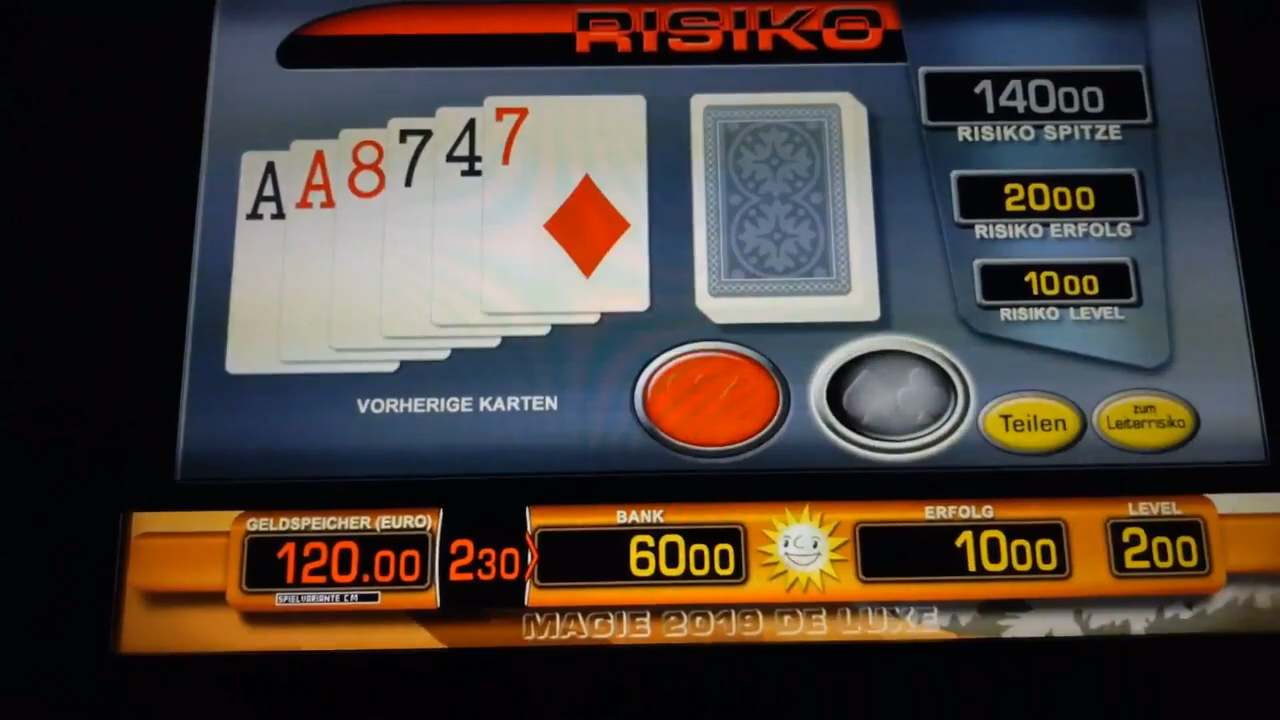 RISIKO
A A 8 7 4 7
14000
RISIKO SPITZE
2000
RISIKO ERFOLG
1000
RISIKO LEVEL
VORHERIGE KARTEN
Teilen
zum
Leiterrisiko
GELDSPEICHER (EURO)
120.00
SPIELVARIANTE CM
230
BANK
6000
ERFOLG
1000
LEVEL
200
MAGIE 2019 DE LUXE